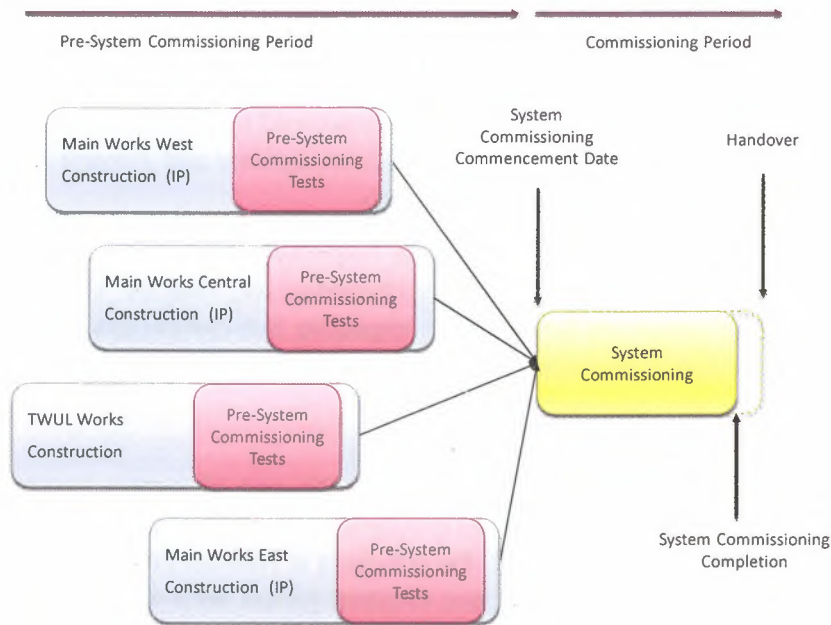 Pre-System Commissioning Period
Commissioning Period
System
Commissioning
Commencement Date
Handover
Main Works West
Construction (IP)
Pre-System
Commissioning
Tests
Main Works Central
Construction (IP)
Pre-System
Commissioning
Tests
System
Commissioning
TWUL Works
Construction
Pre-System
Commissioning
Tests
Main Works East
Construction (IP)
Pre-System
Commissioning
Tests
System Commissioning
Completion